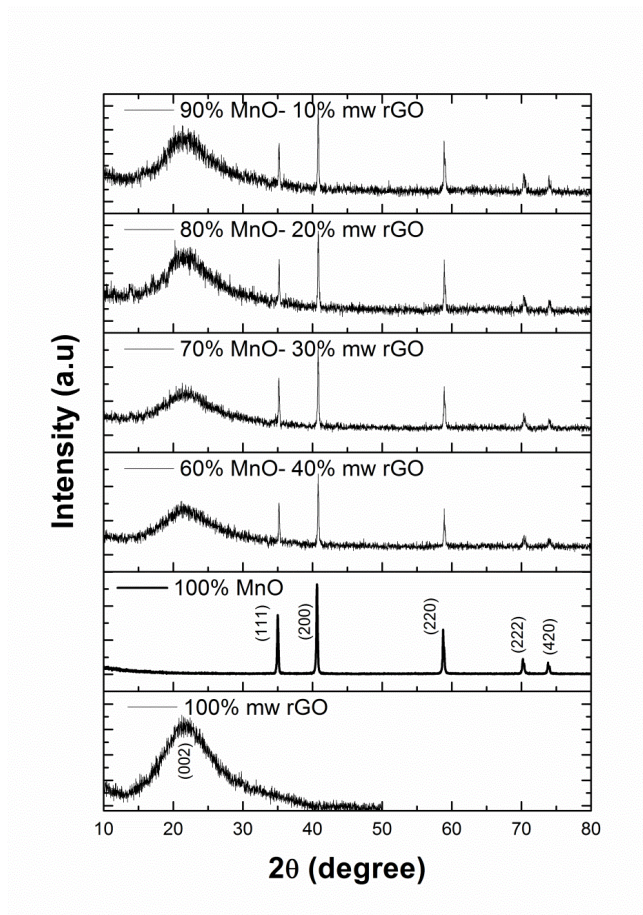 90% MnO- 10% mw rGO
80% MnO- 20% mw rGO
70% MnO- 30% mw rGO
60% MnO- 40% mw rGO
100% MnO
(111)
(200)
(220)
(222)
(420)
100% mw rGO
(002)
10 20 30 40 50 60 70 80
2θ (degree)
Intensity (a.u)